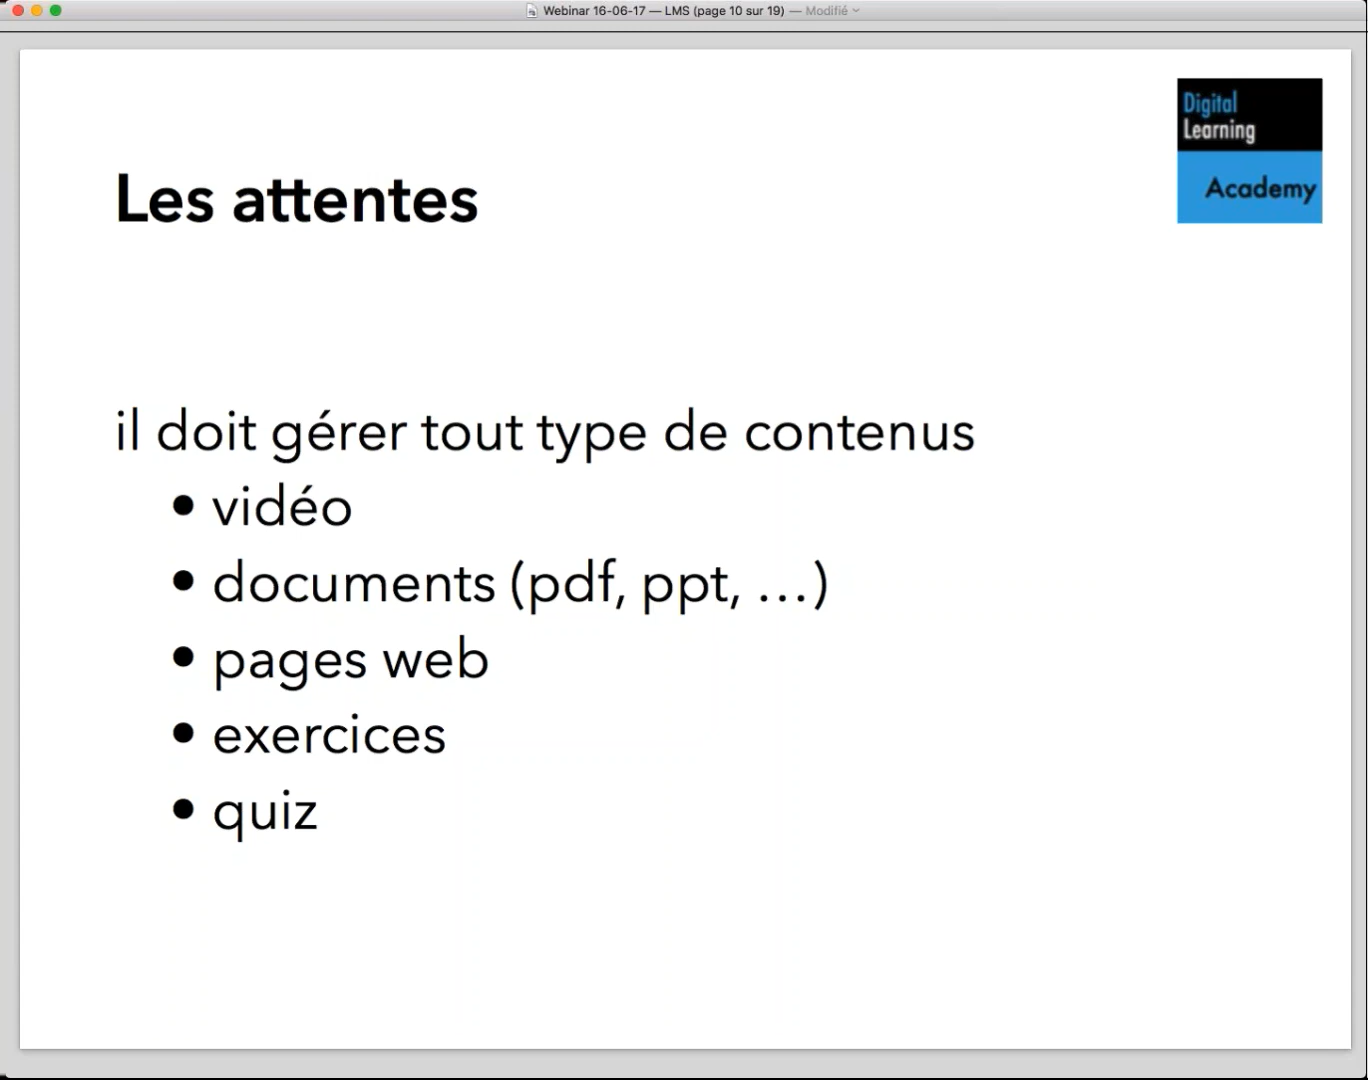 Webinar 16-06-17 — LMS (page 10 sur 19) — Modifié
Digital
Learning
Academy
Les attentes
il doit gérer tout type de contenus
• vidéo
• documents (pdf, ppt, …)
• pages web
• exercices
• quiz